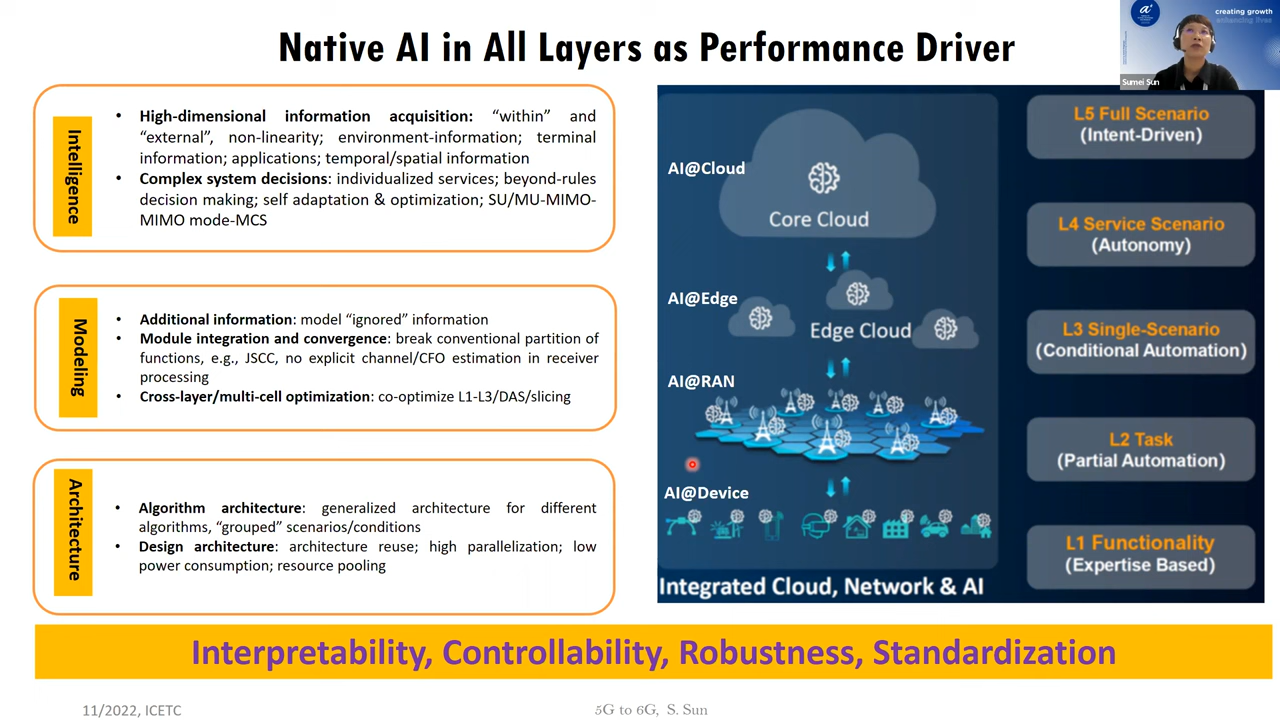 Native AI in All Layers as Performance Driver
creating growth
enhancing lives
Sumei Sun
Intelligence
• High-dimensional information acquisition: “within” and
“external”, non-linearity; environment-information; terminal
information; applications; temporal/spatial information
• Complex system decisions: individualized services; beyond-rules
decision making; self adaptation & optimization; SU/MU-MIMO-
MIMO mode-MCS
Modeling
• Additional information: model “ignored” information
• Module integration and convergence: break conventional partition of
functions, e.g., JSCC, no explicit channel/CFO estimation in receiver
processing
• Cross-layer/multi-cell optimization: co-optimize L1-L3/DAS/slicing
Architecture
• Algorithm architecture: generalized architecture for different
algorithms, “grouped” scenarios/conditions
• Design architecture: architecture reuse; high parallelization; low
power consumption; resource pooling
AI@Cloud
Core Cloud
AI@Edge
Edge Cloud
AI@RAN
AI@Device
Integrated Cloud, Network & AI
L5 Full Scenario
(Intent-Driven)
L4 Service Scenario
(Autonomy)
L3 Single-Scenario
(Conditional Automation)
L2 Task
(Partial Automation)
L1 Functionality
(Expertise Based)
Interpretability, Controllability, Robustness, Standardization
11/2022, ICETC
5G to 6G, S. Sun